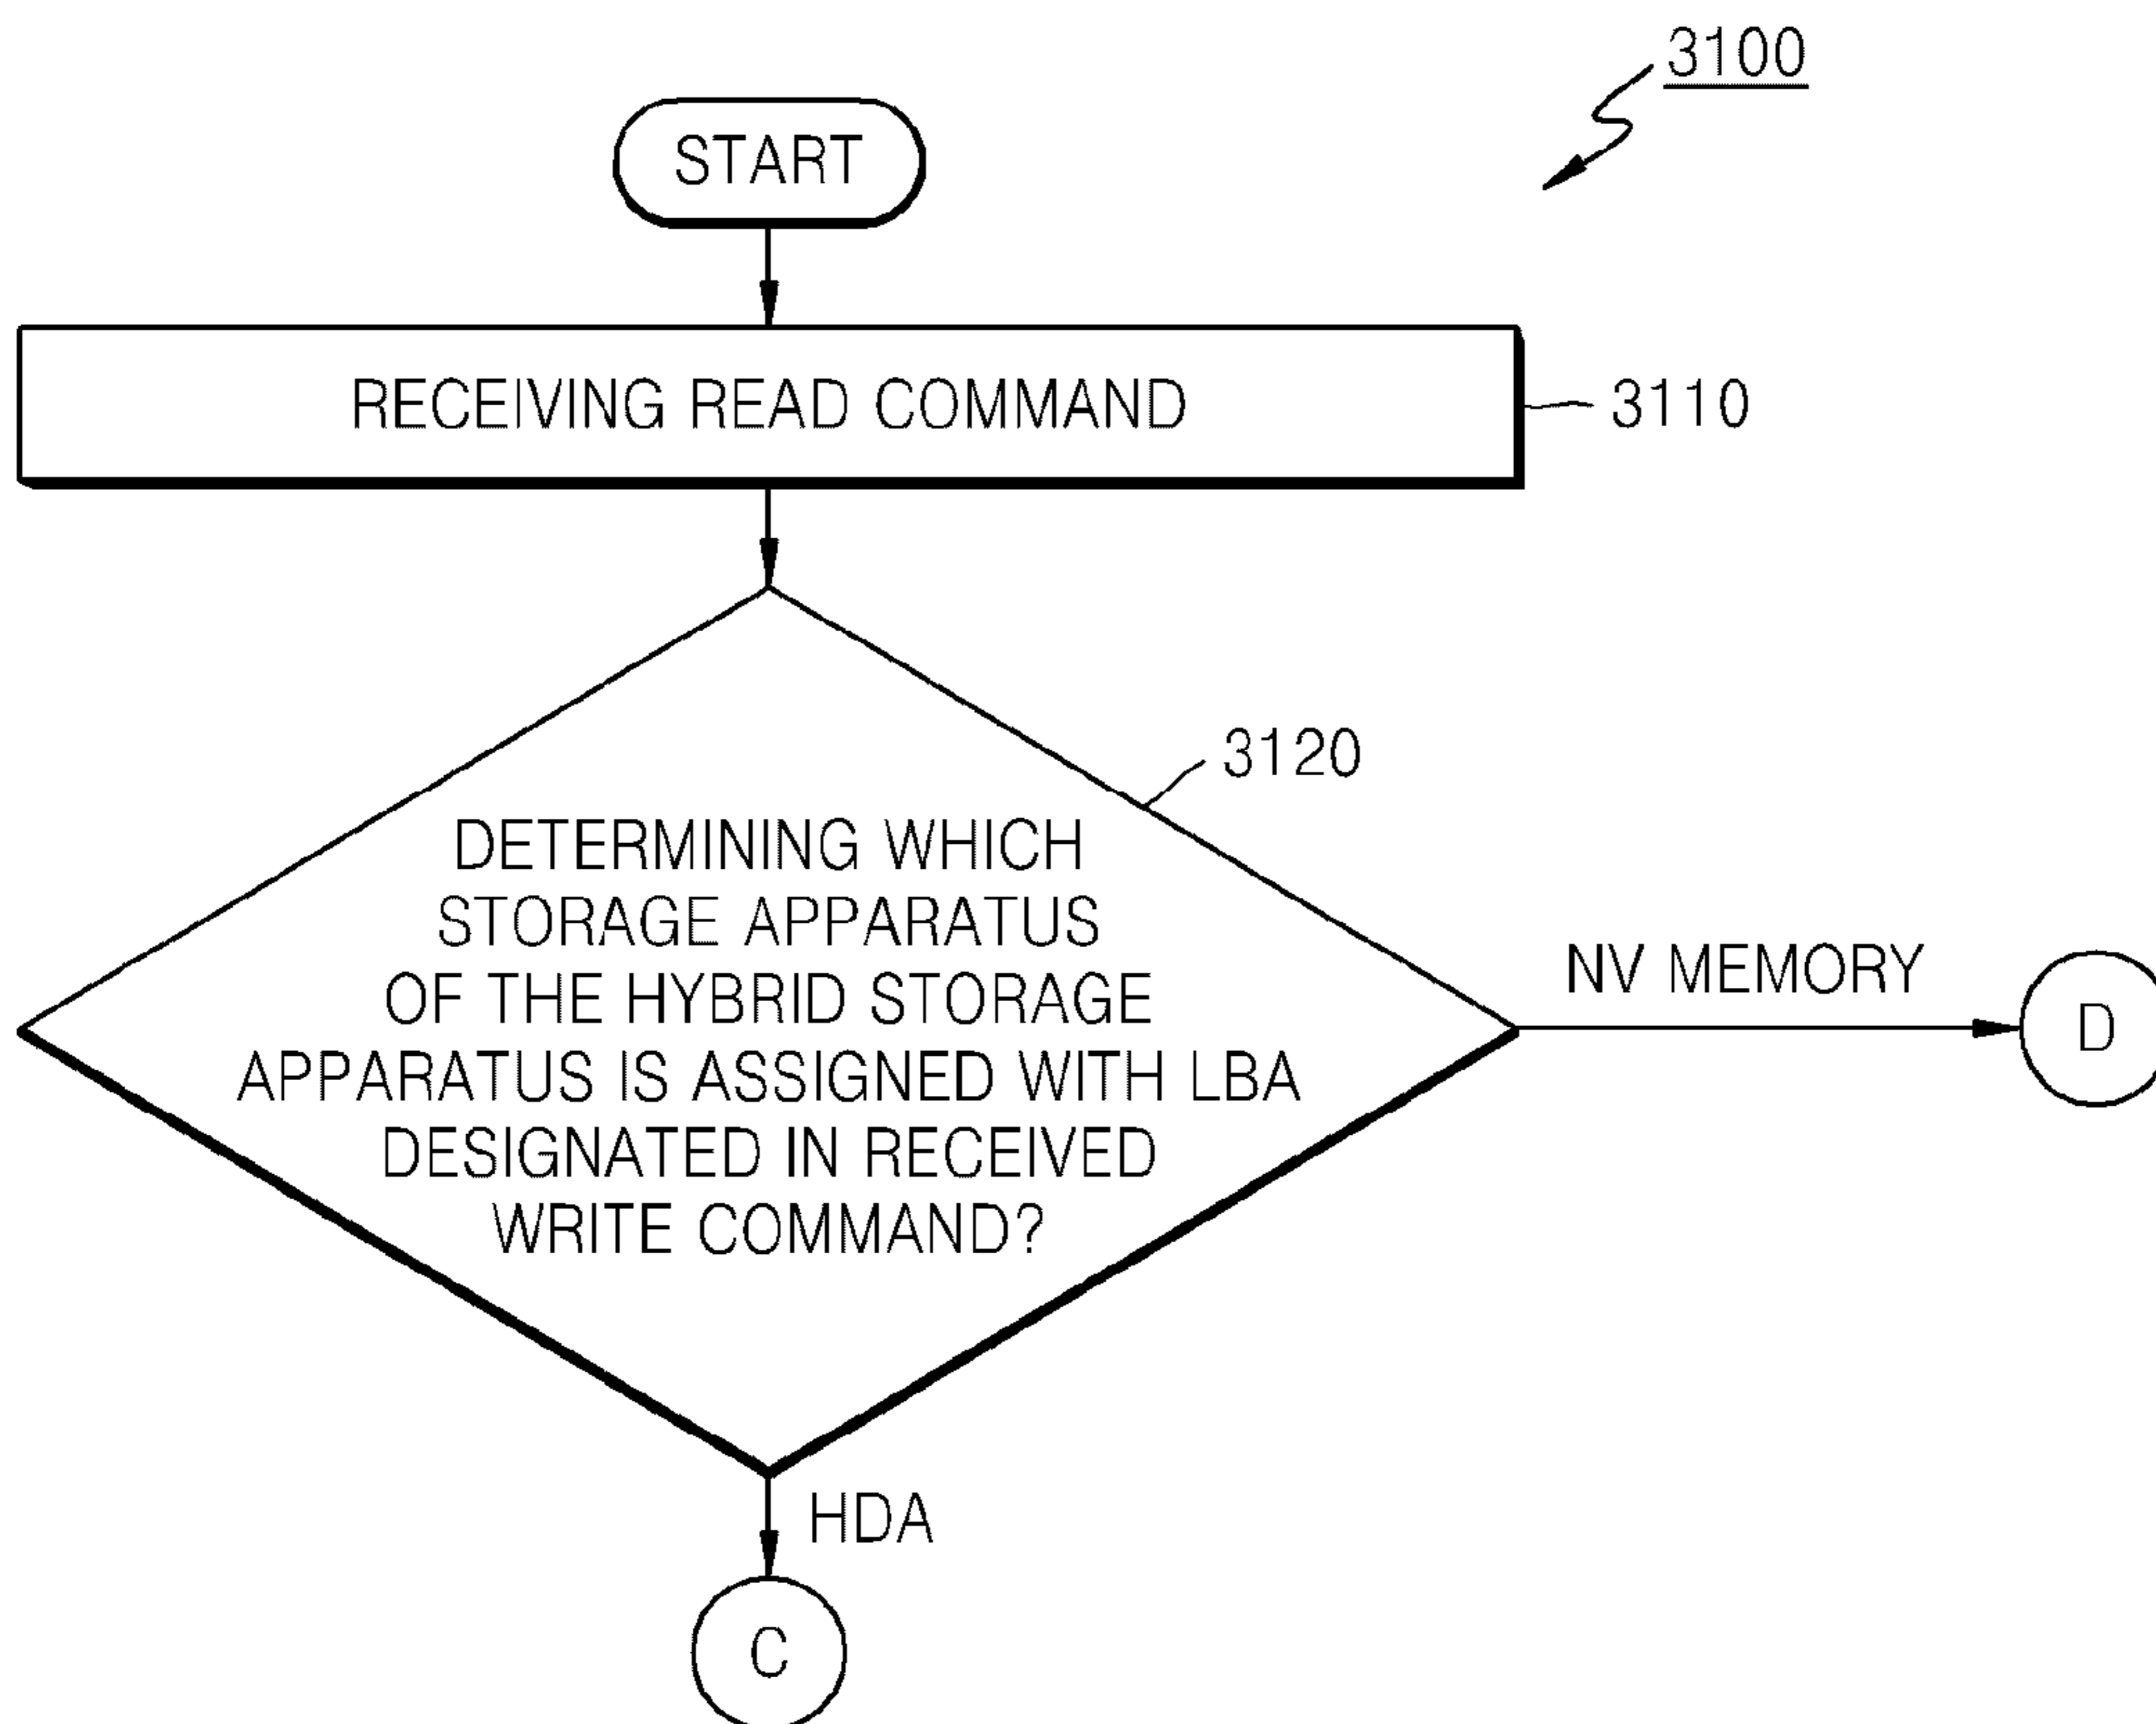 3100
START
RECEIVING READ COMMAND
3110
3120
DETERMINING WHICH
STORAGE APPARATUS
OF THE HYBRID STORAGE
APPARATUS IS ASSIGNED WITH LBA
DESIGNATED IN RECEIVED
WRITE COMMAND?
NV MEMORY
D
HDA
C